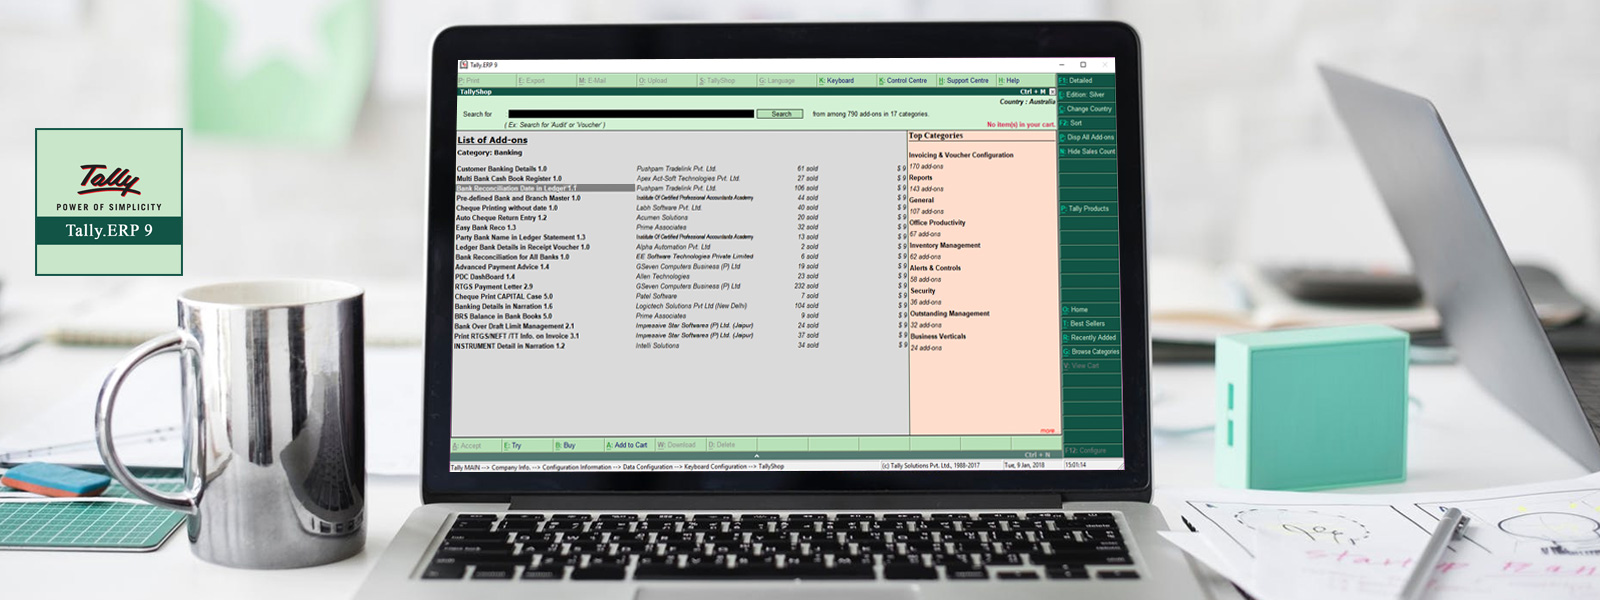 Tally
POWER OF SIMPLICITY
Tally.ERP 9
Tally.ERP 9
P: Print E: Export M: E-Mail O: Upload S: TallyShop G: Language K: Keyboard K: Control Centre H: Support Centre H: Help
TallyShop Ctrl + M
Country : Australia
Search for Search from among 790 add-ons in 17 categories.
( Ex: Search for 'Audit' or 'Voucher' )
No item(s) in your cart.
List of Add-ons
Category: Banking
Customer Banking Details 1.0 Pushpam Tradelink Pvt. Ltd. 61 sold $ 9
Multi Bank Cash Book Register 1.0 Apex Act-Soft Technologies Pvt. Ltd. 27 sold $ 9
Bank Reconciliation Date in Ledger 1.1 Pushpam Tradelink Pvt. Ltd. 106 sold $ 9
Pre-defined Bank and Branch Master 1.0 Institute Of Certified Professional Accountants Academy 44 sold $ 9
Cheque Printing without date 1.0 Labh Software Pvt. Ltd. 40 sold $ 9
Auto Cheque Return Entry 1.2 Acumen Solutions 20 sold $ 9
Easy Bank Reco 1.3 Prime Associates 32 sold $ 9
Party Bank Name in Ledger Statement 1.3 Institute Of Certified Professional Accountants Academy 13 sold $ 9
Ledger Bank Details in Receipt Voucher 1.0 Alpha Automation Pvt. Ltd 2 sold $ 9
Bank Reconciliation for All Banks 1.0 EE Software Technologies Private Limited 6 sold $ 9
Advanced Payment Advice 1.4 GSeven Computers Business (P) Ltd 19 sold $ 9
PDC DashBoard 1.4 Allen Technologies 23 sold $ 9
RTGS Payment Letter 2.9 GSeven Computers Business (P) Ltd 232 sold $ 9
Cheque Print CAPITAL Case 5.0 Patel Software 7 sold $ 9
Banking Details in Narration 1.6 Logictech Solutions Pvt Ltd (New Delhi) 104 sold $ 9
BRS Balance in Bank Books 5.0 Prime Associates 9 sold $ 9
Bank Over Draft Limit Management 2.1 Impressive Star Softwares (P) Ltd. (Jaipur) 24 sold $ 9
Print RTGS/NEFT /TT Info. on Invoice 3.1 Impressive Star Softwares (P) Ltd. (Jaipur) 37 sold $ 9
INSTRUMENT Detail in Narration 1.2 Intelli Solutions 34 sold $ 9
Top Categories
Invoicing & Voucher Configuration
170 add-ons
Reports
143 add-ons
General
107 add-ons
Office Productivity
67 add-ons
Inventory Management
62 add-ons
Alerts & Controls
58 add-ons
Security
36 add-ons
Outstanding Management
32 add-ons
Business Verticals
24 add-ons
more
F1: Detailed
Edition: Silver
Change Country
F2: Sort
Disp All Add-ons
Hide Sales Count
Tally Products
Home
Best Sellers
Recently Added
Browse Categories
V: View Cart
F12: Configure
A: Accept T: Try B: Buy A: Add to Cart W: Download D: Delete
Ctrl + N
Tally MAIN --> Company Info. --> Configuration Information --> Data Configuration --> Keyboard Configuration --> TallyShop (c) Tally Solutions Pvt. Ltd., 1988-2017 Tue, 9 Jan, 2018 15:01:14